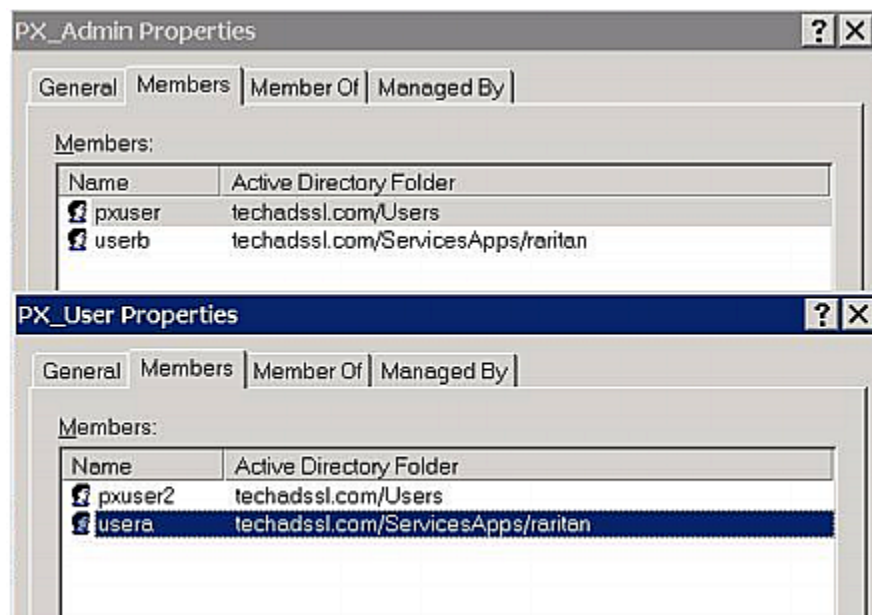 PX_Admin Properties
General Members Member Of Managed By
Members:
Name Active Directory Folder
pxuser techadssl.com/Users
userb techadssl.com/ServicesApps/raritan
PX_User Properties
General Members Member Of Managed By
Members:
Name Active Directory Folder
pxuser2 techadssl.com/Users
usera techadssl.com/ServicesApps/raritan